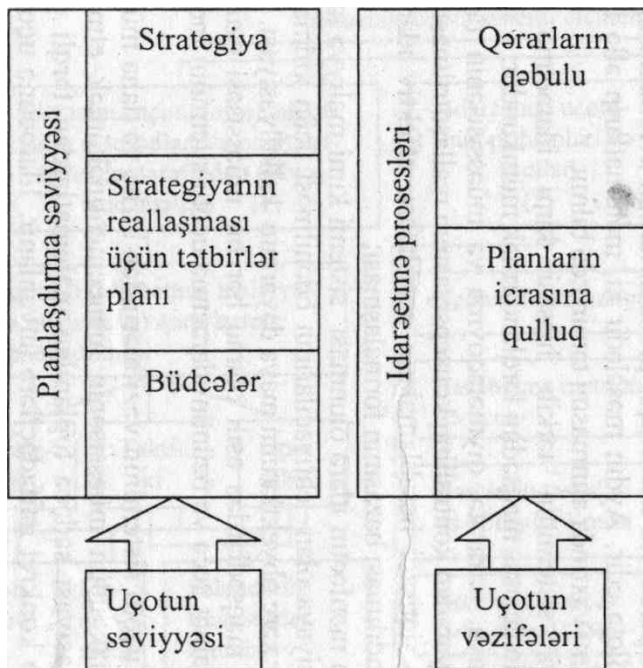 Planlaşdırma səviyyəsi
Strategiya
Strategiyanın
reallaşması
üçün tətbirlər
planı
Büdcələr
Uçotun
səviyyəsi
İdarəetmə prosesləri
Qərarların
qəbulu
Planların
icrasına
qulluq
Uçotun
vəzifələri